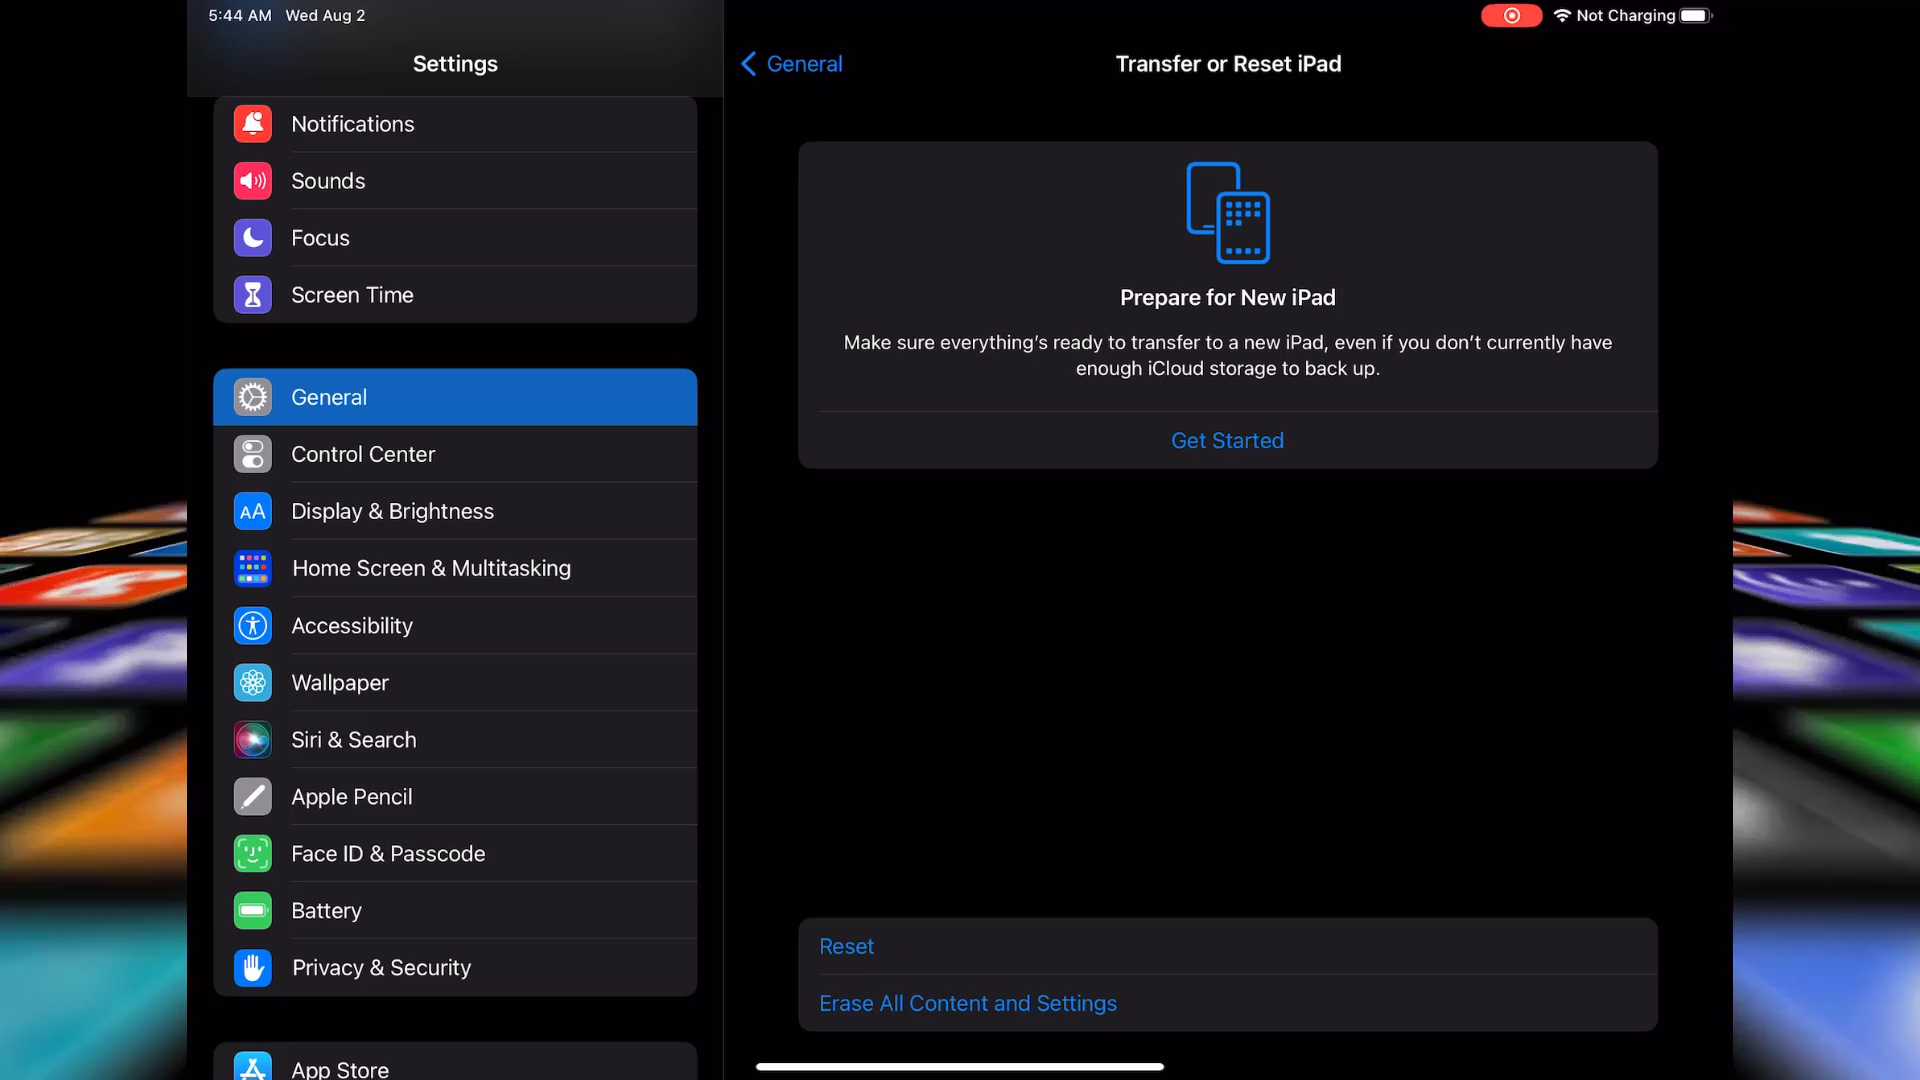 5:44 AM Wed Aug 2
Not Charging
Settings
Notifications
Sounds
Focus
Screen Time
General
Control Center
Display & Brightness
Home Screen & Multitasking
Accessibility
Wallpaper
Siri & Search
Apple Pencil
Face ID & Passcode
Battery
Privacy & Security
App Store
General
Transfer or Reset iPad
Prepare for New iPad
Make sure everything's ready to transfer to a new iPad, even if you don't currently have
enough iCloud storage to back up.
Get Started
Reset
Erase All Content and Settings